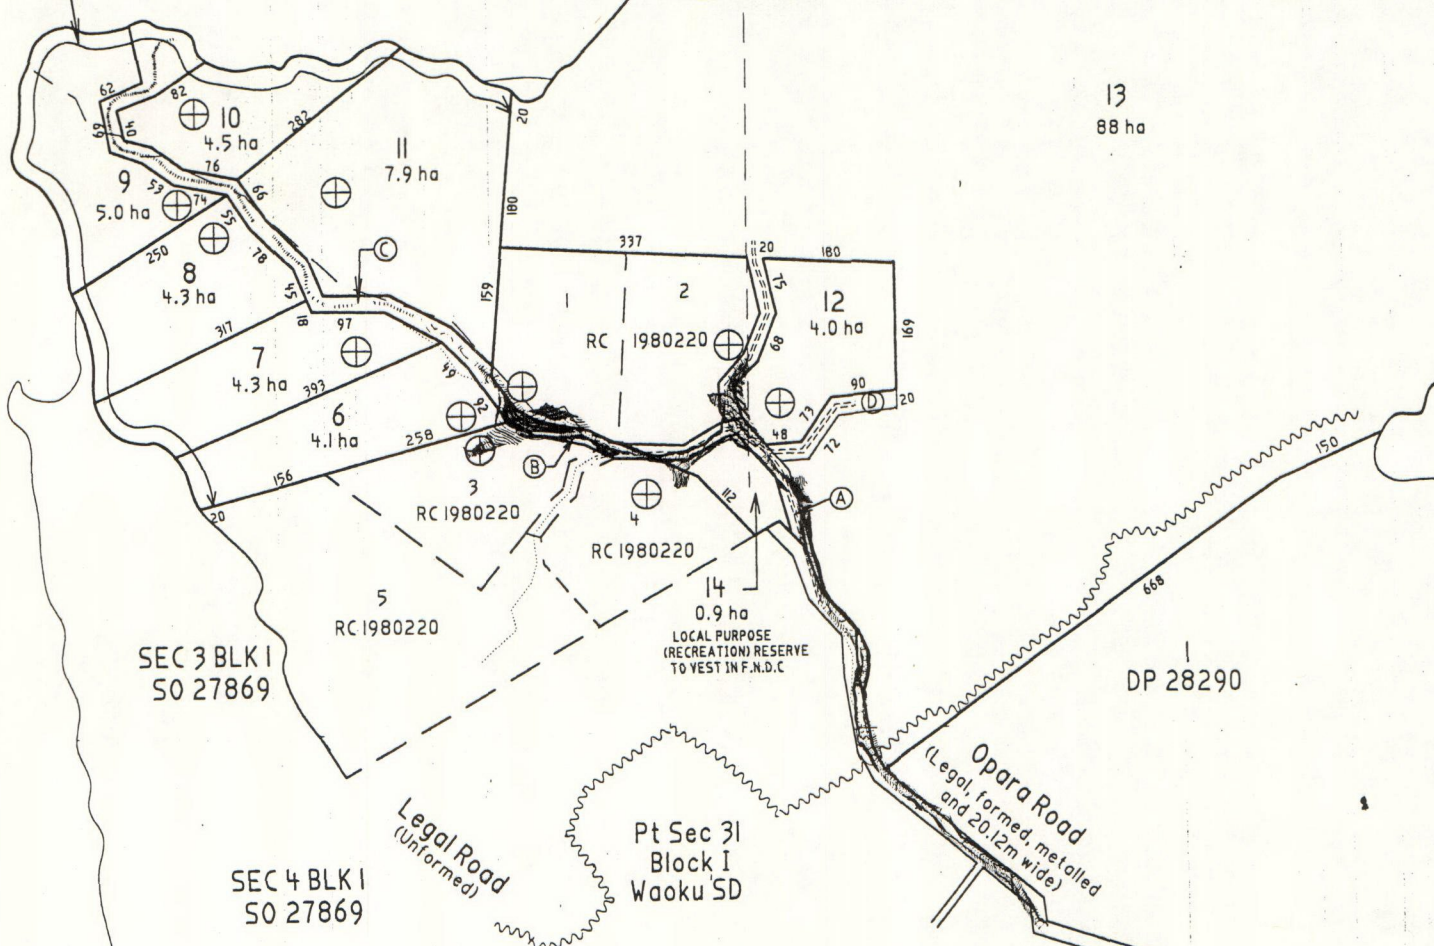 13
88 ha
62
82
10
4.5 ha
69
40
282
20
11
7.9 ha
76
9
53
74
66
5.0 ha
55
180
250
78
C
337
20
180
8
4.3 ha
45
18
159
1
2
75
12
4.0 ha
317
97
RC 1980220
68
169
7
4.3 ha
49
393
92
90
D
20
6
4.1 ha
258
73
48
72
156
B
3
RC 1980220
112
A
150
20
4
RC 1980220
668
14
0.9 ha
LOCAL PURPOSE
(RECREATION) RESERVE
TO VEST IN F.N.D.C
5
RC 1980220
SEC 3 BLK I
SO 27869
1
DP 28290
Opara Road
(Legal, formed, metalled
and 20.12m wide)
Legal Road
(Unformed)
Pt Sec 31
Block I
Waoku SD
SEC 4 BLK I
SO 27869